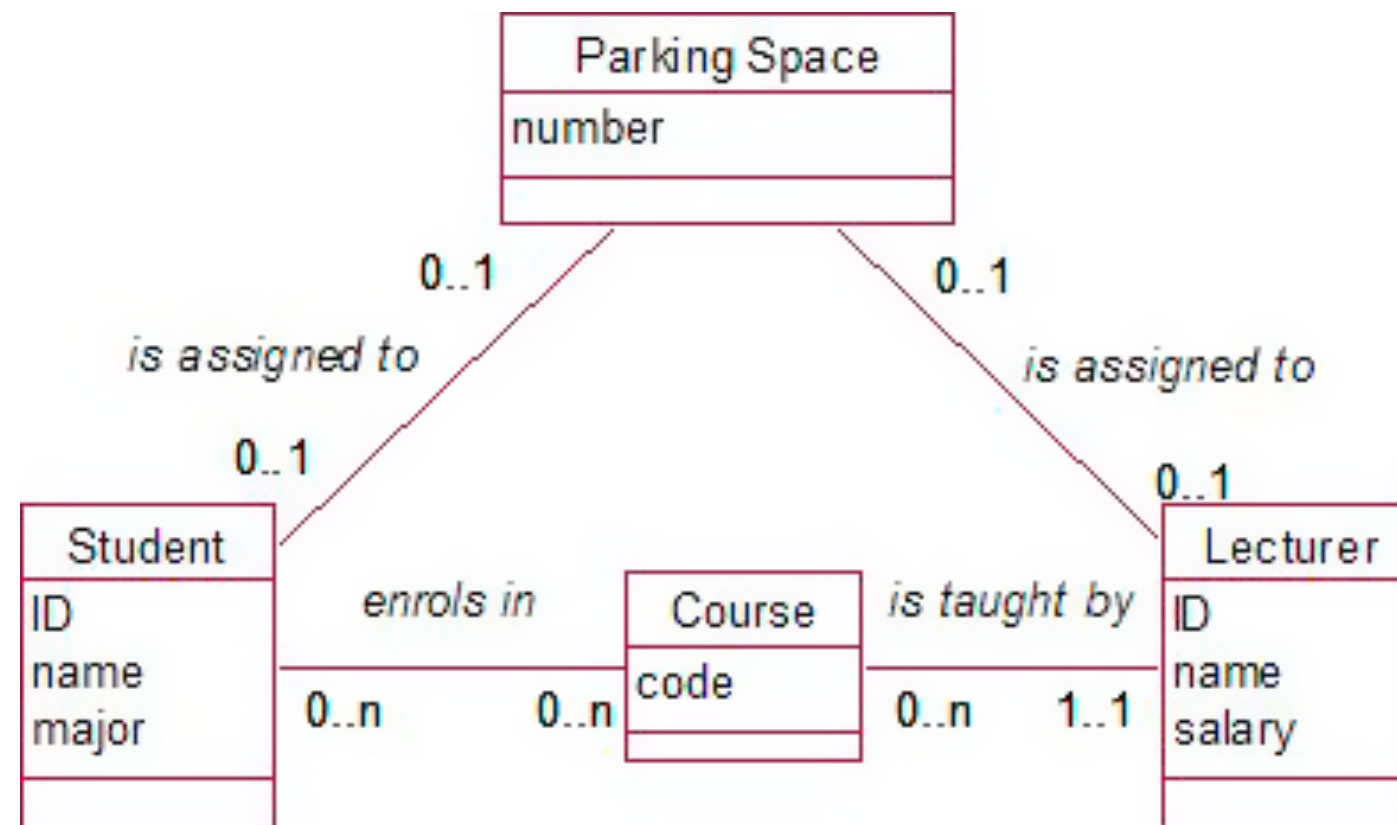 Parking Space
number
0..1
0..1
is assigned to
is assigned to
0..1
0..1
Student
ID
name
major
enrols in
0..n
0..n
Course
code
is taught by
0..n
1..1
Lecturer
ID
name
salary